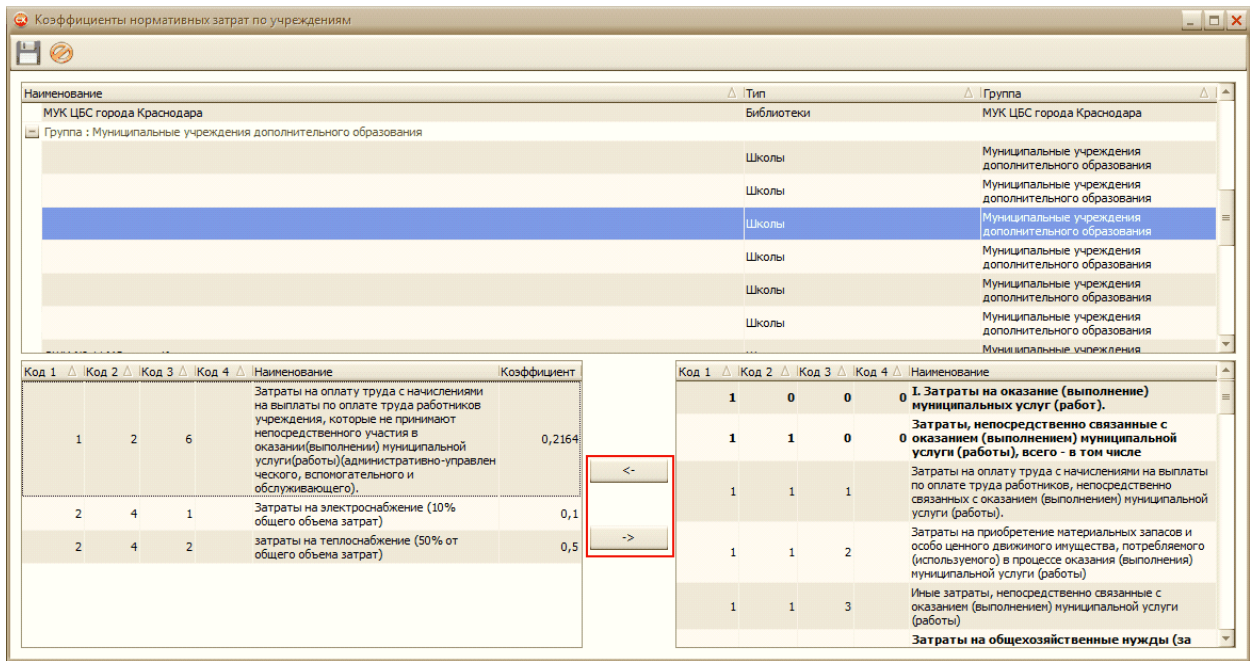 Коэффициенты нормативных затрат по учреждениям
Наименование Тип Группа
МУК ЦБС города Краснодара Библиотеки МУК ЦБС города Краснодара
Группа : Муниципальные учреждения дополнительного образования
Школы Муниципальные учреждения
дополнительного образования
Школы Муниципальные учреждения
дополнительного образования
Школы Муниципальные учреждения
дополнительного образования
Школы Муниципальные учреждения
дополнительного образования
Школы Муниципальные учреждения
дополнительного образования
Школы Муниципальные учреждения
дополнительного образования
Муниципальные учреждения
Код 1 Код 2 Код 3 Код 4 Наименование Коэффициент
Затраты на оплату труда с начислениями
на выплаты по оплате труда работников
учреждения, которые не принимают
непосредственного участия в
1 2 6 оказании(выполнении) муниципальной 0,2164
услуги(работы)(административно-управлен
ческого, вспомогательного и
обслуживающего).
2 4 1 Затраты на электроснабжение (10%
общего объема затрат) 0,1
2 4 2 затраты на теплоснабжение (50% от
общего объема затрат) 0,5
<-
->
Код 1 Код 2 Код 3 Код 4 Наименование
1 0 0 0 I. Затраты на оказание (выполнение)
муниципальных услуг (работ).
Затраты, непосредственно связанные с
1 1 0 0 оказанием (выполнением) муниципальной
услуги (работы), всего - в том числе
Затраты на оплату труда с начислениями на выплаты
по оплате труда работников, непосредственно
1 1 1 связанных с оказанием (выполнением) муниципальной
услуги (работы).
Затраты на приобретение материальных запасов и
особо ценного движимого имущества, потребляемого
1 1 2 (используемого) в процессе оказания (выполнения)
муниципальной услуги (работы)
Иные затраты, непосредственно связанные с
1 1 3 оказанием (выполнением) муниципальной услуги
(работы)
Затраты на общехозяйственные нужды (за